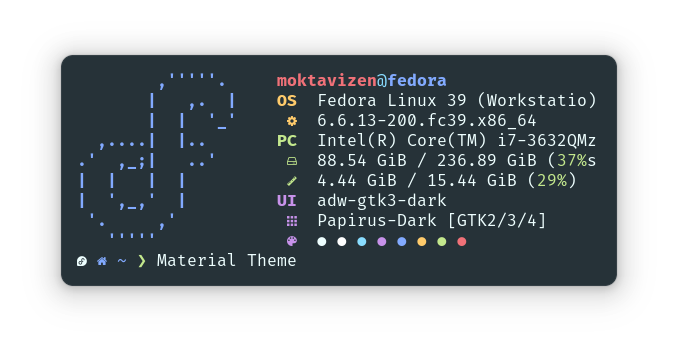 moktavizen@fedora
OS Fedora Linux 39 (Workstatio)
6.6.13-200.fc39.x86_64
PC Intel(R) Core(TM) i7-3632QMz
88.54 GiB / 236.89 GiB (37%s
4.44 GiB / 15.44 GiB (29%)
UI adw-gtk3-dark
Papirus-Dark [GTK2/3/4]
~ ❯ Material Theme